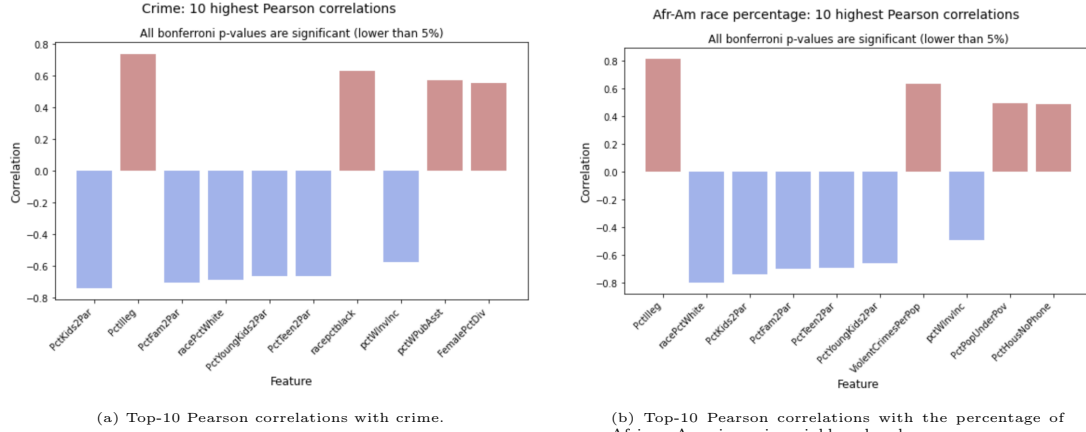 Crime: 10 highest Pearson correlations
All bonferroni p-values are significant (lower than 5%)
0.8
0.6
0.4
0.2
0.0
−0.2
−0.4
−0.6
−0.8
Correlation
PctKids2Par
PctIlleg
PctFam2Par
racePctWhite
PctYoungKids2Par
PctTeen2Par
racepctblack
pctWInvInc
pctWPubAsst
FemalePctDiv
Feature
(a) Top-10 Pearson correlations with crime.
Afr-Am race percentage: 10 highest Pearson correlations
All bonferroni p-values are significant (lower than 5%)
0.8
0.6
0.4
0.2
0.0
−0.2
−0.4
−0.6
−0.8
Correlation
PctIlleg
racePctWhite
PctKids2Par
PctFam2Par
PctTeen2Par
PctYoungKids2Par
ViolentCrimesPerPop
pctWInvInc
PctPopUnderPov
PctHousNoPhone
Feature
(b) Top-10 Pearson correlations with the percentage of